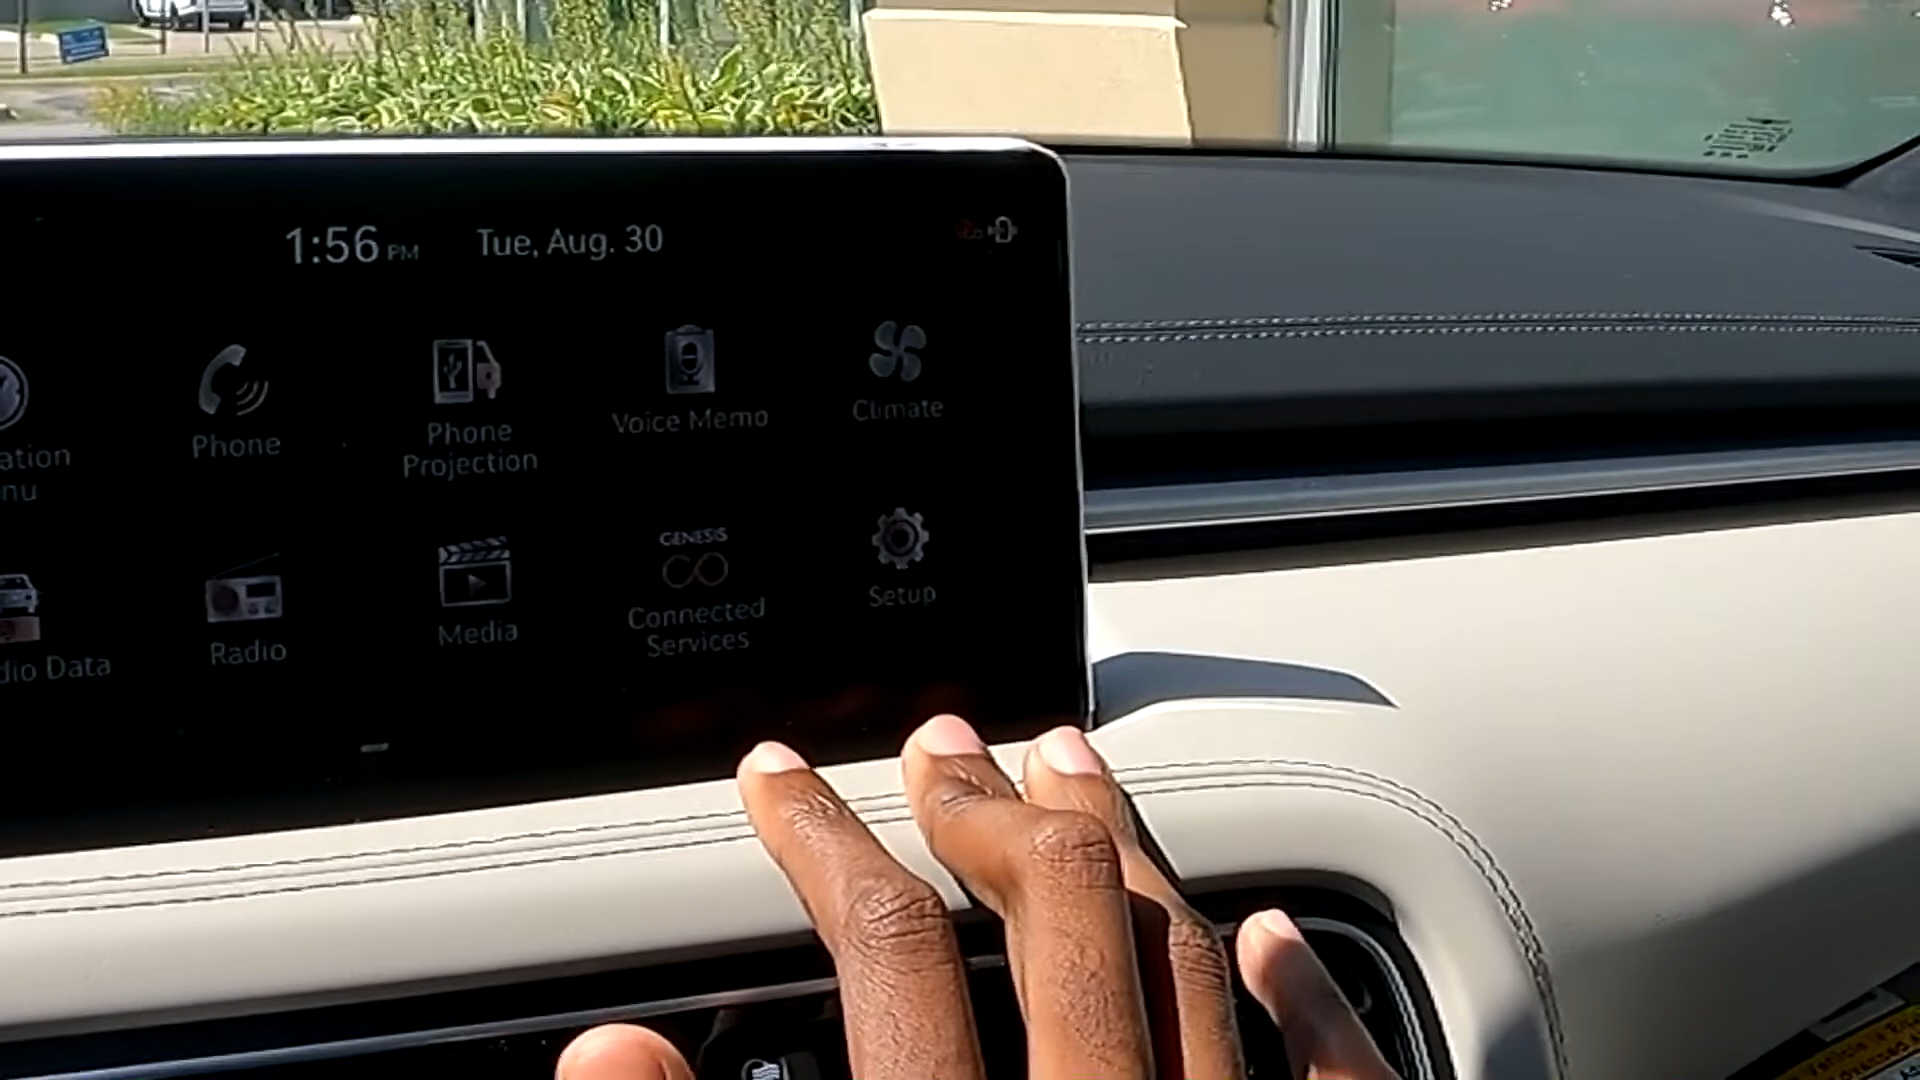 1:56 PM Tue, Aug. 30
ation
nu
Phone
Phone
Projection
Voice Memo
Climate
dio Data
Radio
Media
GENESIS
Connected
Services
Setup